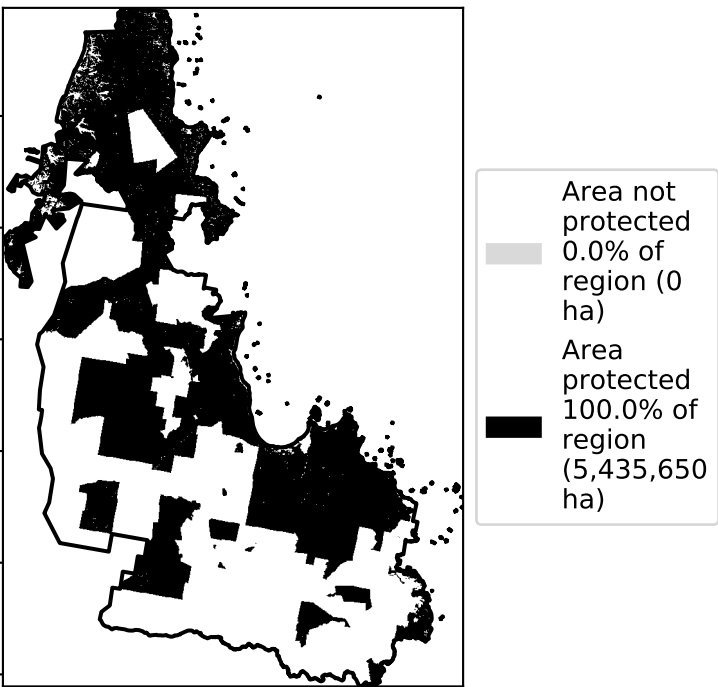 Area not
protected
0.0% of
region (0
ha)
Area
protected
100.0% of
region
(5,435,650
ha)